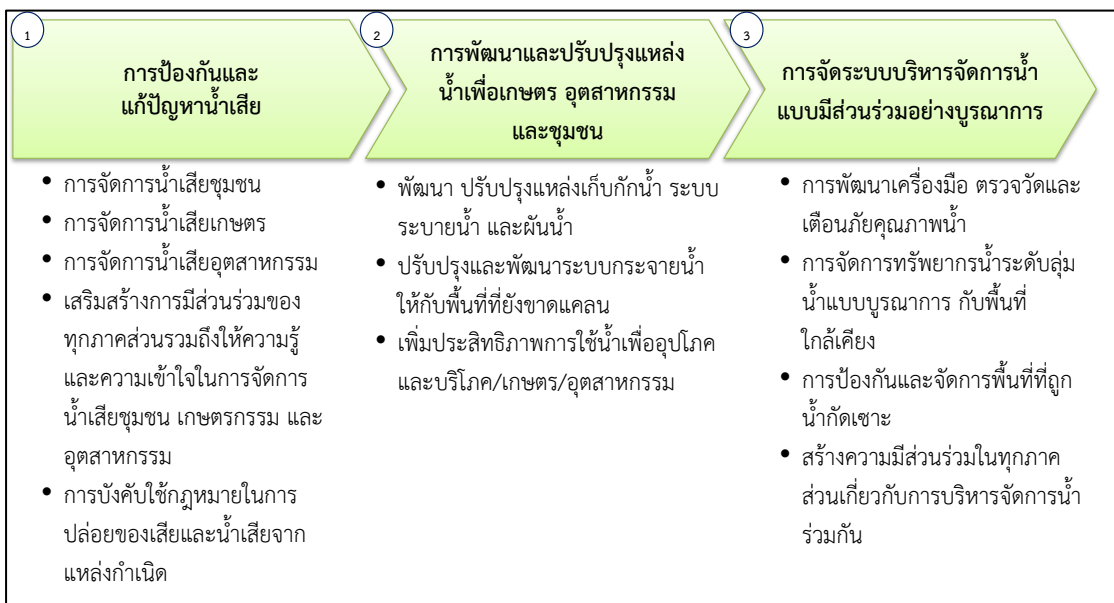 1
การป้องกันและ
แก้ปัญหาน้ำเสีย
• การจัดการน้ำเสียชุมชน
• การจัดการน้ำเสียเกษตร
• การจัดการน้ำเสียอุตสาหกรรม
• เสริมสร้างการมีส่วนร่วมของ
ทุกภาคส่วนรวมถึงให้ความรู้
และความเข้าใจในการจัดการ
น้ำเสียชุมชน เกษตรกรรม และ
อุตสาหกรรม
• การบังคับใช้กฎหมายในการ
ปล่อยของเสียและน้ำเสียจาก
แหล่งกำเนิด
2
การพัฒนาและปรับปรุงแหล่ง
น้ำเพื่อเกษตร อุตสาหกรรม
และชุมชน
• พัฒนา ปรับปรุงแหล่งเก็บกักน้ำ ระบบ
ระบายน้ำ และผันน้ำ
• ปรับปรุงและพัฒนาระบบกระจายน้ำ
ให้กับพื้นที่ที่ยังขาดแคลน
• เพิ่มประสิทธิภาพการใช้น้ำเพื่ออุปโภค
และบริโภค/เกษตร/อุตสาหกรรม
3
การจัดระบบบริหารจัดการน้ำ
แบบมีส่วนร่วมอย่างบูรณาการ
• การพัฒนาเครื่องมือ ตรวจวัดและ
เตือนภัยคุณภาพน้ำ
• การจัดการทรัพยากรน้ำระดับลุ่ม
น้ำแบบบูรณาการ กับพื้นที่
ใกล้เคียง
• การป้องกันและจัดการพื้นที่ที่ถูก
น้ำกัดเซาะ
• สร้างความมีส่วนร่วมในทุกภาค
ส่วนเกี่ยวกับการบริหารจัดการน้ำ
ร่วมกัน